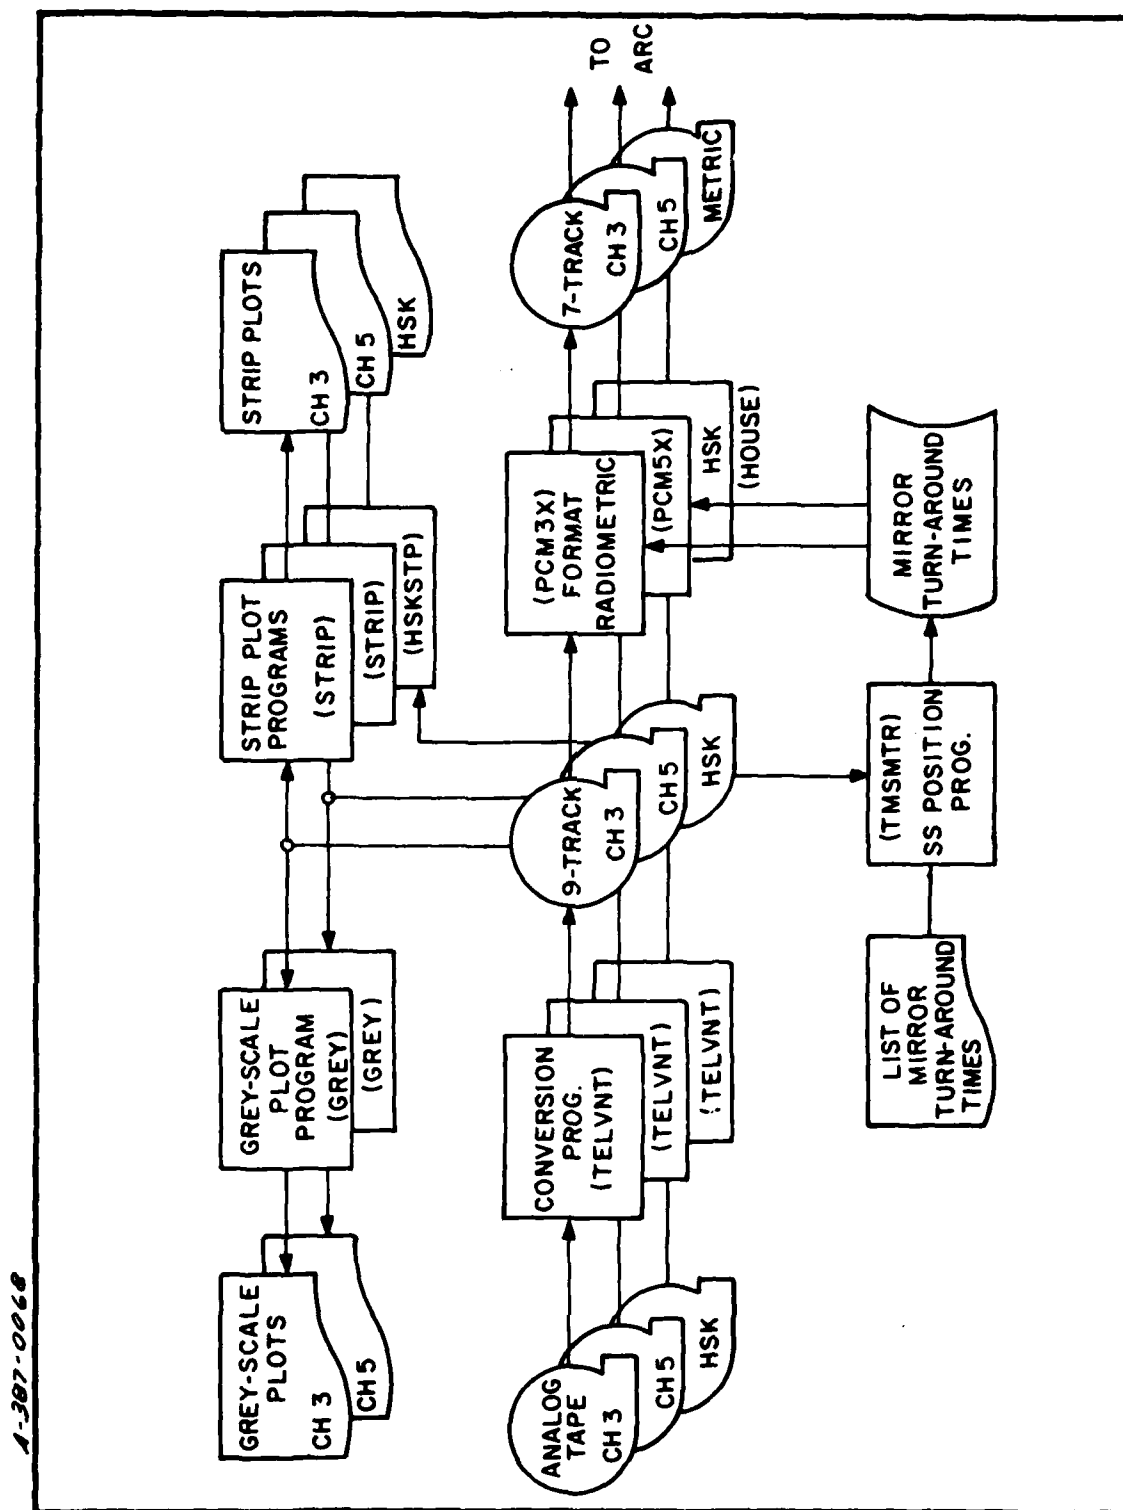 A-387-0068
GREY-SCALE
PLOTS
CH 3
CH 5
GREY-SCALE
PLOT
PROGRAM
(GREY)
(GREY)
STRIP PLOT
PROGRAMS
(STRIP)
(STRIP)
(HSKSTP)
STRIP PLOTS
CH 3
CH 5
HSK
ANALOG
TAPE
CH 3
CH 5
HSK
CONVERSION
PROG.
(TELVNT)
(TELVNT)
(TELVNT)
9-TRACK
CH 3
CH 5
HSK
(PCM3X)
FORMAT
RADIOMETRIC
(PCM5X)
HSK
(HOUSE)
7-TRACK
CH 3
CH 5
METRIC
TO
ARC
LIST OF
MIRROR
TURN-AROUND
TIMES
(TMSMTR)
SS POSITION
PROG.
MIRROR
TURN-AROUND
TIMES